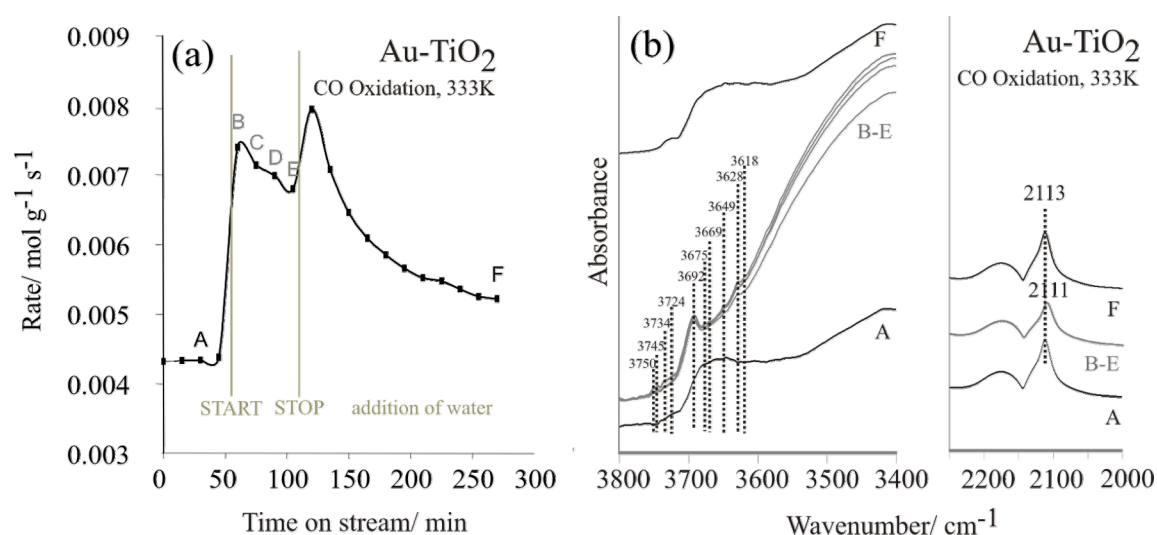 (a)
Au-TiO2
CO Oxidation, 333K
0.009
0.008
0.007
0.006
0.005
0.004
0.003
Rate/ mol g-1 s-1
A
B
C
D
E
F
START
STOP
addition of water
0
50
100
150
200
250
300
Time on stream/ min
(b)
Absorbance
F
B-E
A
3618
3628
3649
3669
3675
3692
3724
3734
3745
3750
3800
3700
3600
3500
3400
Au-TiO2
CO Oxidation, 333K
2113
F
2111
B-E
A
2200
2100
2000
Wavenumber/ cm-1